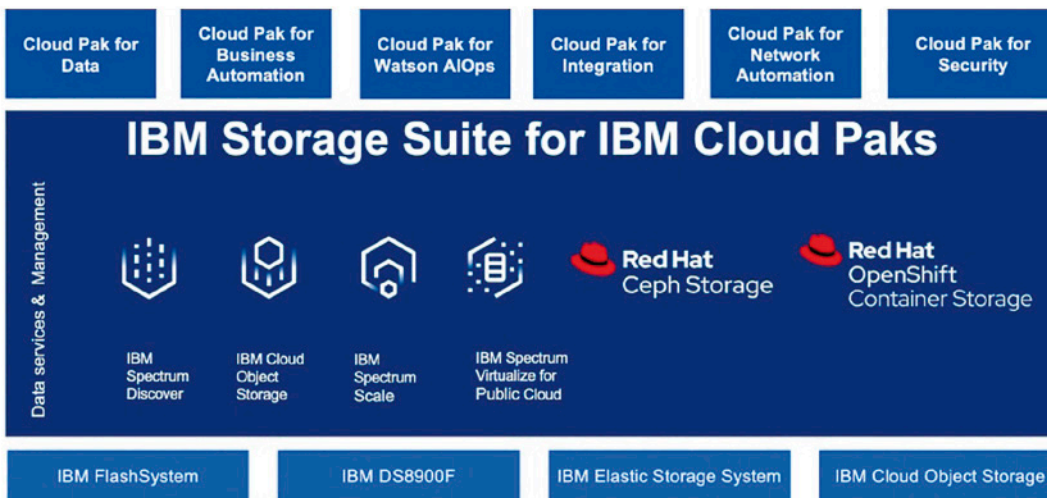 Cloud Pak for
Data
Cloud Pak for
Business
Automation
Cloud Pak for
Watson AIOps
Cloud Pak for
Integration
Cloud Pak for
Network
Automation
Cloud Pak for
Security
IBM Storage Suite for IBM Cloud Paks
Data services & Management
IBM
Spectrum
Discover
IBM Cloud
Object
Storage
IBM
Spectrum
Scale
IBM Spectrum
Virtualize for
Public Cloud
Red Hat
Ceph Storage
Red Hat
OpenShift
Container Storage
IBM FlashSystem
IBM DS8900F
IBM Elastic Storage System
IBM Cloud Object Storage